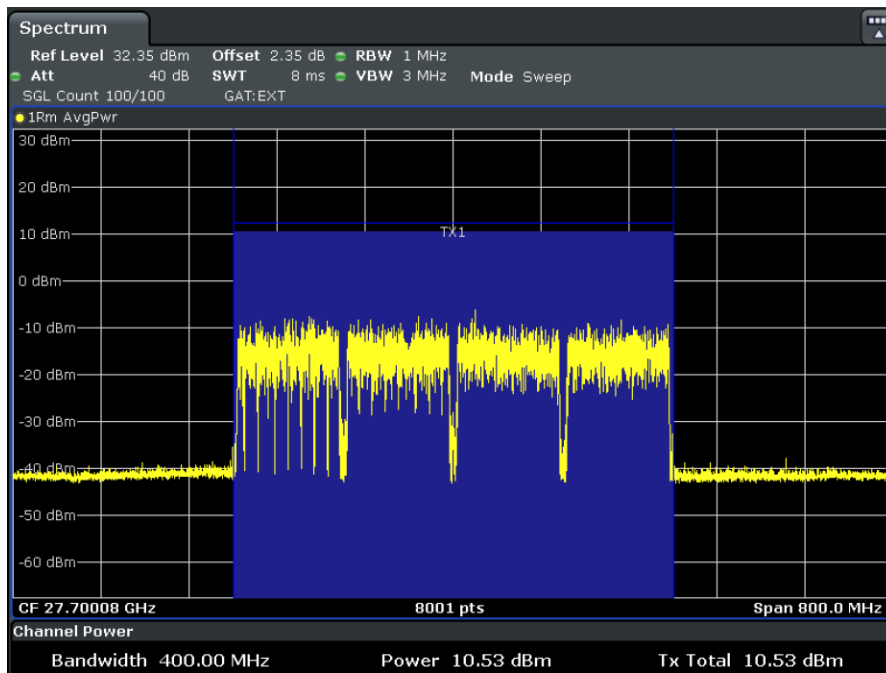 Spectrum
Ref Level 32.35 dBm Offset 2.35 dB RBW 1 MHz
Att 40 dB SWT 8 ms VBW 3 MHz Mode Sweep
SGL Count 100/100 GAT:EXT
1Rm AvgPwr
30 dBm
20 dBm
10 dBm
TX1
0 dBm
-10 dBm
-20 dBm
-30 dBm
-40 dBm
-50 dBm
-60 dBm
CF 27.70008 GHz 8001 pts Span 800.0 MHz
Channel Power
Bandwidth 400.00 MHz Power 10.53 dBm Tx Total 10.53 dBm